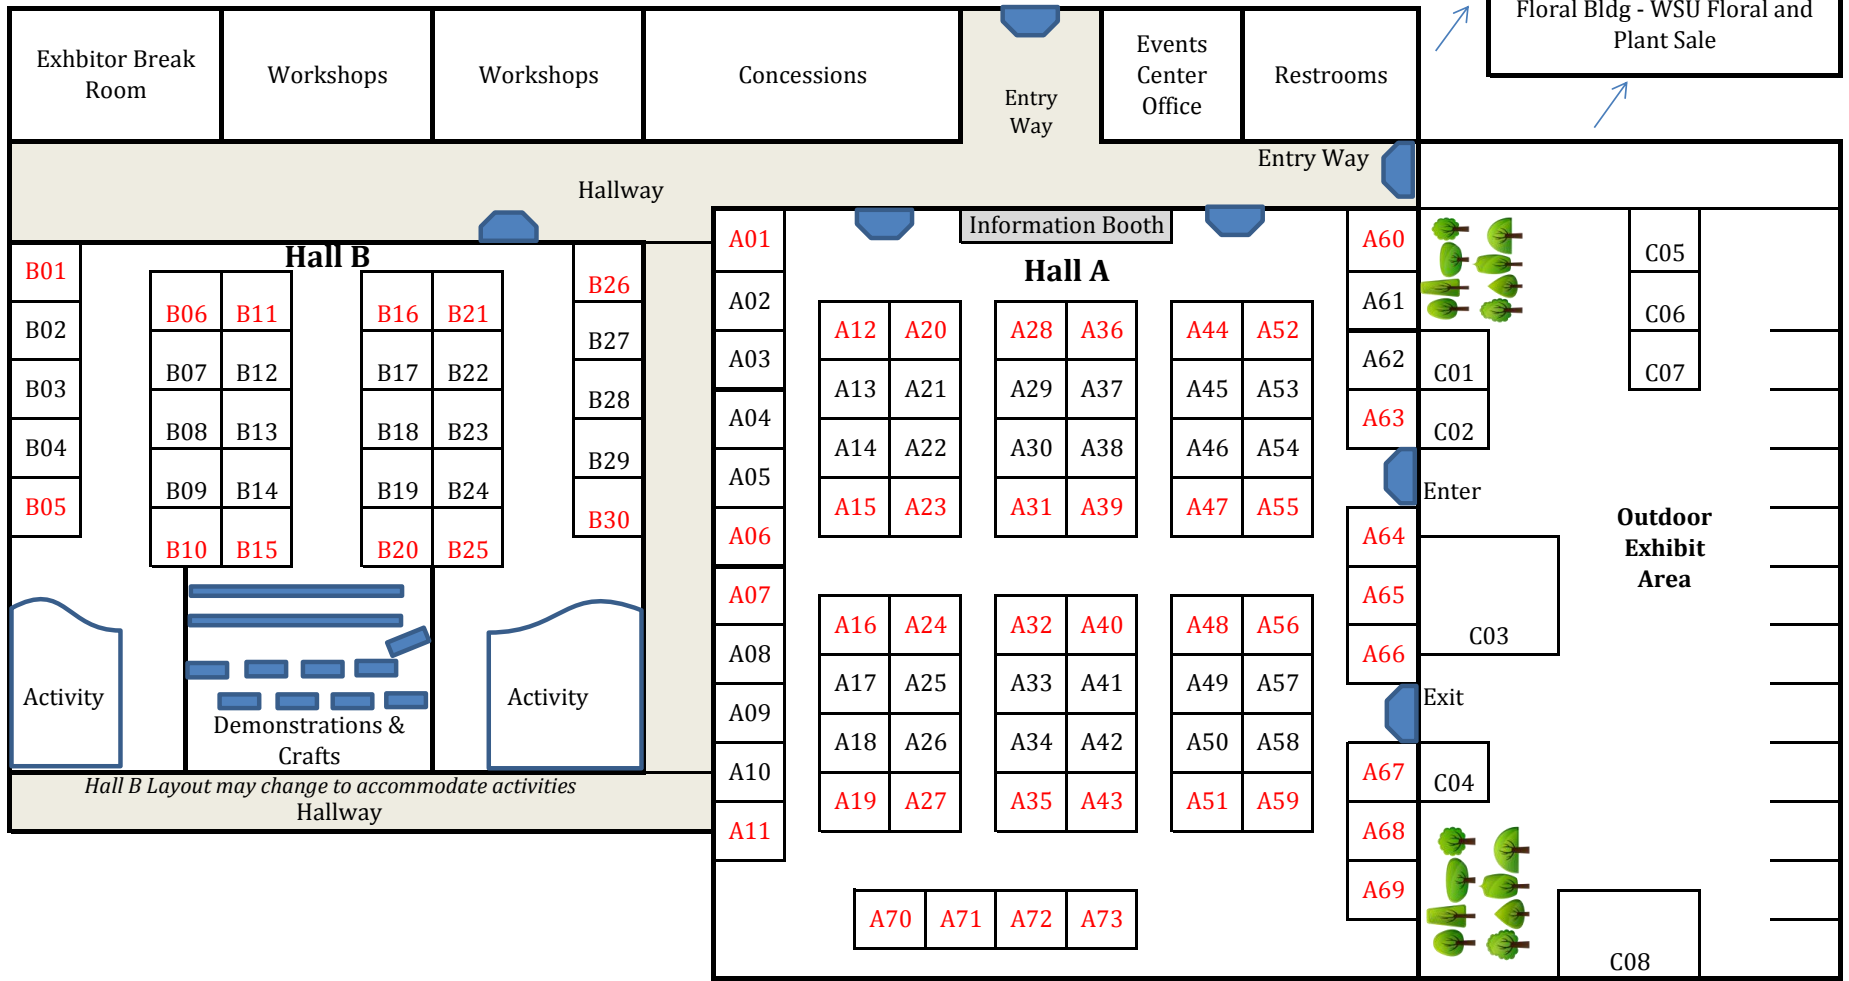 Floral Bldg - WSU Floral and
Plant Sale
Exhbitor Break
Room
Workshops
Workshops
Concessions
Entry
Way
Events
Center
Office
Restrooms
Entry Way
Hallway
Information Booth
Hall B
Hall A
B01
B02
B03
B04
B05
B06 B11
B07 B12
B08 B13
B09 B14
B10 B15
B16 B21
B17 B22
B18 B23
B19 B24
B20 B25
B26
B27
B28
B29
B30
Activity
Demonstrations &
Crafts
Activity
Hall B Layout may change to accommodate activities
Hallway
A01
A02
A03
A04
A05
A06
A07
A08
A09
A10
A11
A12 A20
A13 A21
A14 A22
A15 A23
A16 A24
A17 A25
A18 A26
A19 A27
A28 A36
A29 A37
A30 A38
A31 A39
A32 A40
A33 A41
A34 A42
A35 A43
A44 A52
A45 A53
A46 A54
A47 A55
A48 A56
A49 A57
A50 A58
A51 A59
A60
A61
A62
A63
A64
A65
A66
A67
A68
A69
A70 A71 A72 A73
C01
C02
Enter
C03
Exit
C04
C05
C06
C07
Outdoor
Exhibit
Area
C08